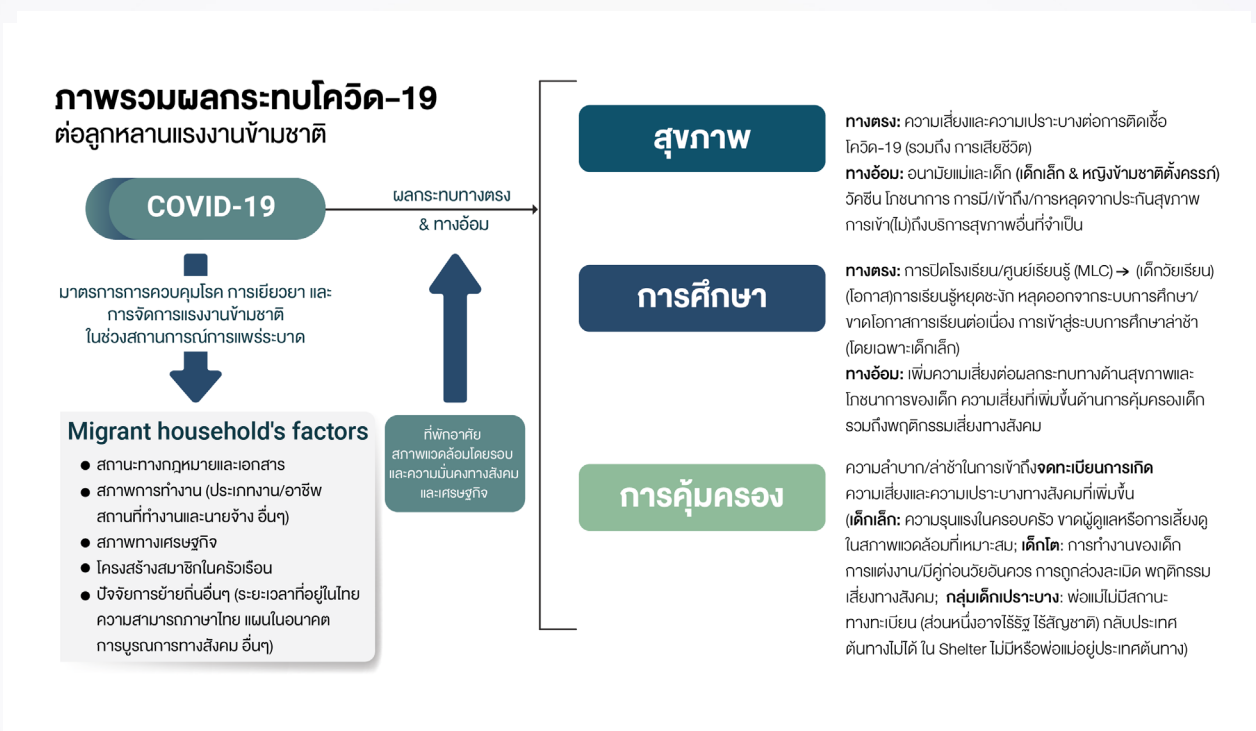 ภาพรวมผลกระทบโควิด-19
ต่อลูกหลานแรงงานข้ามชาติ
COVID-19
ผลกระทบทางตรง
& ทางอ้อม
มาตรการการควบคุมโรค การเยียวยา และ
การจัดการแรงงานข้ามชาติ
ในช่วงสถานการณ์การแพร่ระบาด
Migrant household's factors
● สถานะทางกฎหมายและเอกสาร
● สภาพการทำงาน (ประเภทงาน/อาชีพ
สถานที่ทำงานและนายจ้าง อื่นๆ)
● สภาพทางเศรษฐกิจ
● โครงสร้างสมาชิกในครัวเรือน
● ปัจจัยการย้ายถิ่นอื่นๆ (ระยะเวลาที่อยู่ในไทย
ความสามารถภาษาไทย แผนในอนาคต
การบูรณการทางสังคม อื่นๆ)
ที่พักอาศัย
สภาพแวดล้อมโดยรอบ
และความมั่นคงทางสังคม
และเศรษฐกิจ
สุขภาพ
ทางตรง: ความเสี่ยงและความเปราะบางต่อการติดเชื้อ
โควิด-19 (รวมถึง การเสียชีวิต)
ทางอ้อม: อนามัยแม่และเด็ก (เด็กเล็ก & หญิงข้ามชาติตั้งครรภ์)
วัคซีน โภชนาการ การมี/เข้าถึง/การหลุดจากประกันสุขภาพ
การเข้า(ไม่)ถึงบริการสุขภาพอื่นที่จำเป็น
การศึกษา
ทางตรง: การปิดโรงเรียน/ศูนย์เรียนรู้ (MLC) → (เด็กวัยเรียน)
(โอกาส)การเรียนรู้หยุดชะงัก หลุดออกจากระบบการศึกษา/
ขาดโอกาสการเรียนต่อเนื่อง การเข้าสู่ระบบการศึกษาล่าช้า
(โดยเฉพาะเด็กเล็ก)
ทางอ้อม: เพิ่มความเสี่ยงต่อผลกระทบทางด้านสุขภาพและ
โภชนาการของเด็ก ความเสี่ยงที่เพิ่มขึ้นด้านการคุ้มครองเด็ก
รวมถึงพฤติกรรมเสี่ยงทางสังคม
การคุ้มครอง
ความลำบาก/ล่าช้าในการเข้าถึงจดทะเบียนการเกิด
ความเสี่ยงและความเปราะบางทางสังคมที่เพิ่มขึ้น
(เด็กเล็ก: ความรุนแรงในครอบครัว ขาดผู้ดูแลหรือการเลี้ยงดู
ในสภาพแวดล้อมที่เหมาะสม; เด็กโต: การทำงานของเด็ก
การแต่งงาน/มีคู่ก่อนวัยอันควร การถูกล่วงละเมิด พฤติกรรม
เสี่ยงทางสังคม; กลุ่มเด็กเปราะบาง: พ่อแม่ไม่มีสถานะ
ทางทะเบียน (ส่วนหนึ่งอาจไร้รัฐ ไร้สัญชาติ) กลับประเทศ
ต้นทางไม่ได้ ใน Shelter ไม่มีหรือพ่อแม่อยู่ประเทศต้นทาง)